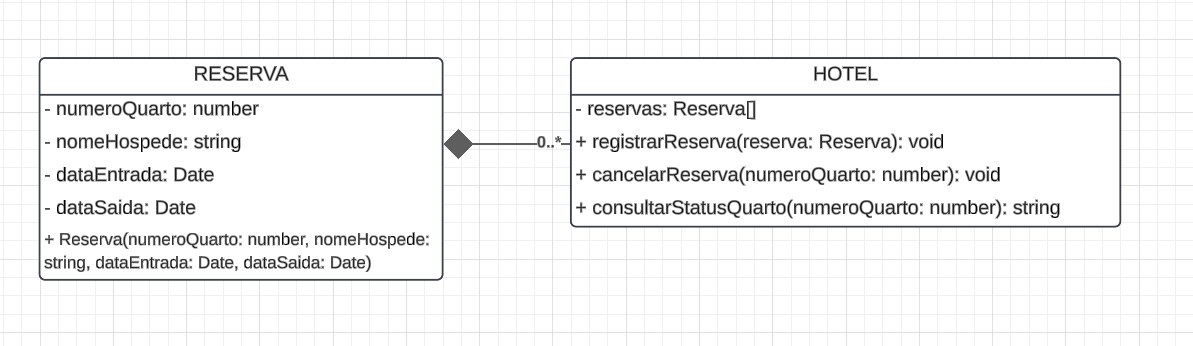 RESERVA
- numeroQuarto: number
- nomeHospede: string
- dataEntrada: Date
- dataSaida: Date
+ Reserva(numeroQuarto: number, nomeHospede:
string, dataEntrada: Date, dataSaida: Date)
0..*
HOTEL
- reservas: Reserva[]
+ registrarReserva(reserva: Reserva): void
+ cancelarReserva(numeroQuarto: number): void
+ consultarStatusQuarto(numeroQuarto: number): string